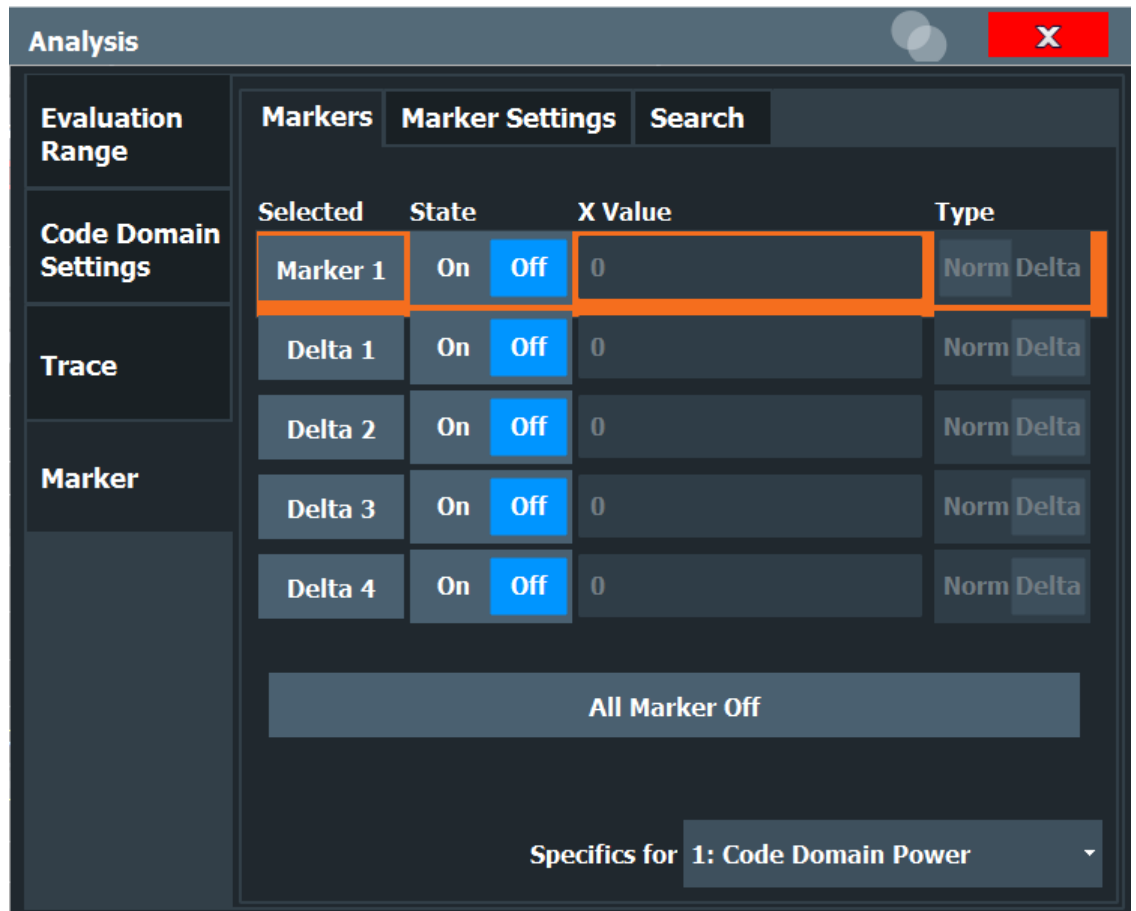 Analysis X
Evaluation
Range
Code Domain
Settings
Trace
Marker
Markers Marker Settings Search
Selected State X Value Type
Marker 1 On Off 0 Norm Delta
Delta 1 On Off 0 Norm Delta
Delta 2 On Off 0 Norm Delta
Delta 3 On Off 0 Norm Delta
Delta 4 On Off 0 Norm Delta
All Marker Off
Specifics for 1: Code Domain Power